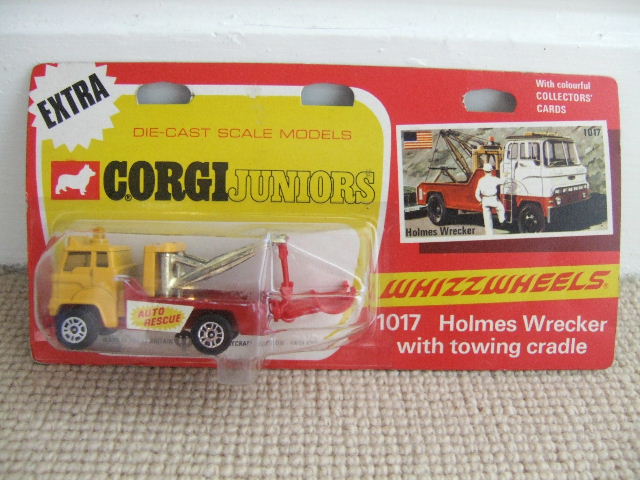 EXTRA
DIE-CAST SCALE MODELS
CORGI JUNIORS
With colourful
COLLECTORS'
CARDS
1017
Holmes Wrecker
WHIZZWHEELS
1017 Holmes Wrecker
with towing cradle
AUTO
RESCUE